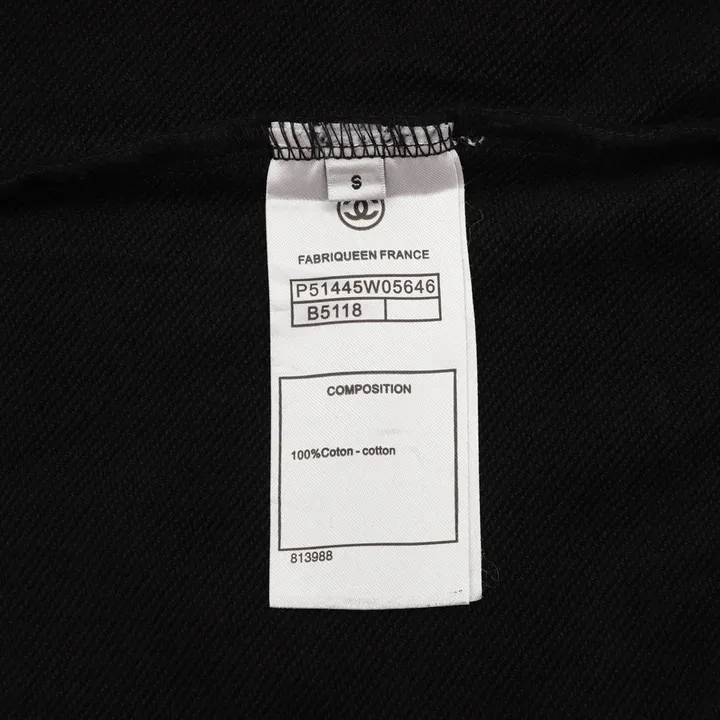 S
FABRIQUEEN FRANCE
P51445W05646
B5118
COMPOSITION
100%Coton - cotton
813988